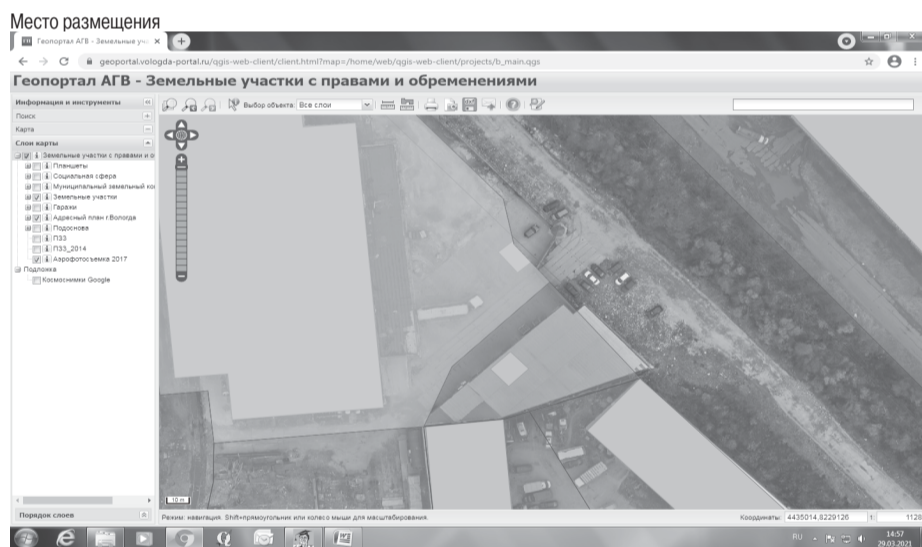 Место размещения
Геопортал АГВ - Земельные уч
geoportal.vologda-portal.ru/qgis-web-client/client.html?map=/home/web/qgis-web-client/projects/b_main.qgs
Геопортал АГВ - Земельные участки с правами и обременениями
Информация и инструменты
Выбор объекта: Все слои
Поиск
Карта
Слои карты
Земельные участки с правами и о
Планшеты
Социальная сфера
Муниципальный земельный ко
Земельные участки
Гаражи
Адресный план г.Вологда
Подоснова
ПЗЗ
ПЗЗ_2014
Аэрофотосъемка 2017
Подложка
Космоснимки Google
10 m
Порядок слоев
Режим: навигация. Shift+прямоугольник или колесо мыши для масштабирования.
Координаты: 4435014,8229126 1: 1128
RU
14:57
29.03.2021